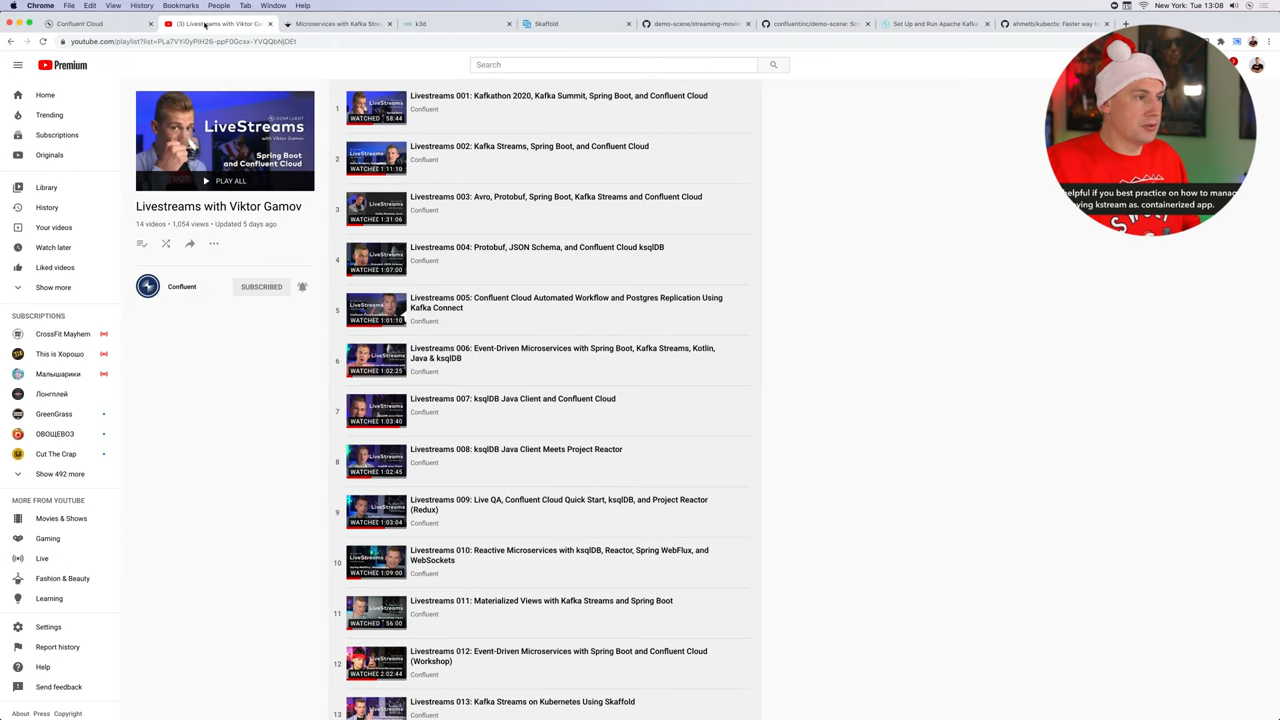 Chrome File Edit View History Bookmarks People Tab Window Help
New York: Tue 13:08
Confluent Cloud
(3) Livestreams with Viktor Ga
Microservices with Kafka Stre
k3d
Skaffold
demo-scene/streaming-movie
confluentinc/demo-scene: Sc
Set Up and Run Apache Kafka
ahmetb/kubectx: Faster way to
youtube.com/playlist?list=PLa7VYi0yPIH26-ppF0Gcsx-YVQQbNjDEt
Premium
Search
Home
Trending
Subscriptions
Originals
Library
History
Your videos
Watch later
Liked videos
Show more
SUBSCRIPTIONS
CrossFit Mayhem
This is Хорошо
Малышарики
Лонгплей
GreenGrass
ОВОЩЕВОЗ
Cut The Crap
Show 492 more
MORE FROM YOUTUBE
Movies & Shows
Gaming
Live
Fashion & Beauty
Learning
Settings
Report history
Help
Send feedback
About Press Copyright
CONFLUENT
LiveStreams
with Viktor Gamov
Spring Boot
and Confluent Cloud
PLAY ALL
Livestreams with Viktor Gamov
14 videos • 1,054 views • Updated 5 days ago
Confluent
SUBSCRIBED
1
WATCHED 58:44
Livestreams 001: Kafkathon 2020, Kafka Summit, Spring Boot, and Confluent Cloud
Confluent
2
WATCHED 1:11:10
Livestreams 002: Kafka Streams, Spring Boot, and Confluent Cloud
Confluent
3
WATCHED 1:31:06
Livestreams 003: Avro, Protobuf, Spring Boot, Kafka Streams and Confluent Cloud
Confluent
4
WATCHED 1:07:00
Livestreams 004: Protobuf, JSON Schema, and Confluent Cloud ksqlDB
Confluent
5
WATCHED 1:01:10
Livestreams 005: Confluent Cloud Automated Workflow and Postgres Replication Using
Kafka Connect
Confluent
6
WATCHED 1:02:25
Livestreams 006: Event-Driven Microservices with Spring Boot, Kafka Streams, Kotlin,
Java & ksqlDB
Confluent
7
WATCHED 1:03:40
Livestreams 007: ksqlDB Java Client and Confluent Cloud
Confluent
8
WATCHED 1:02:45
Livestreams 008: ksqlDB Java Client Meets Project Reactor
Confluent
9
WATCHED 1:03:04
Livestreams 009: Live QA, Confluent Cloud Quick Start, ksqlDB, and Project Reactor
(Redux)
Confluent
10
WATCHED 1:09:00
Livestreams 010: Reactive Microservices with ksqlDB, Reactor, Spring WebFlux, and
WebSockets
Confluent
11
WATCHED 56:00
Livestreams 011: Materialized Views with Kafka Streams and Spring Boot
Confluent
12
WATCHED 2:02:44
Livestreams 012: Event-Driven Microservices with Spring Boot and Confluent Cloud
(Workshop)
Confluent
13
Livestreams 013: Kafka Streams on Kubernetes Using Skaffold
helpful if you best practice on how to manag
ying kstream as. containerized app.